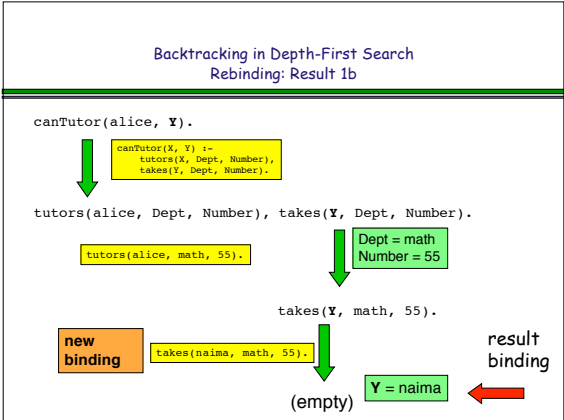 Backtracking in Depth-First Search
Rebinding: Result 1b
canTutor(alice, Y).
canTutor(X, Y) :-
tutors(X, Dept, Number),
takes(Y, Dept, Number).
tutors(alice, Dept, Number), takes(Y, Dept, Number).
tutors(alice, math, 55).
Dept = math
Number = 55
takes(Y, math, 55).
new
binding
takes(naima, math, 55).
result
binding
Y = naima
(empty)